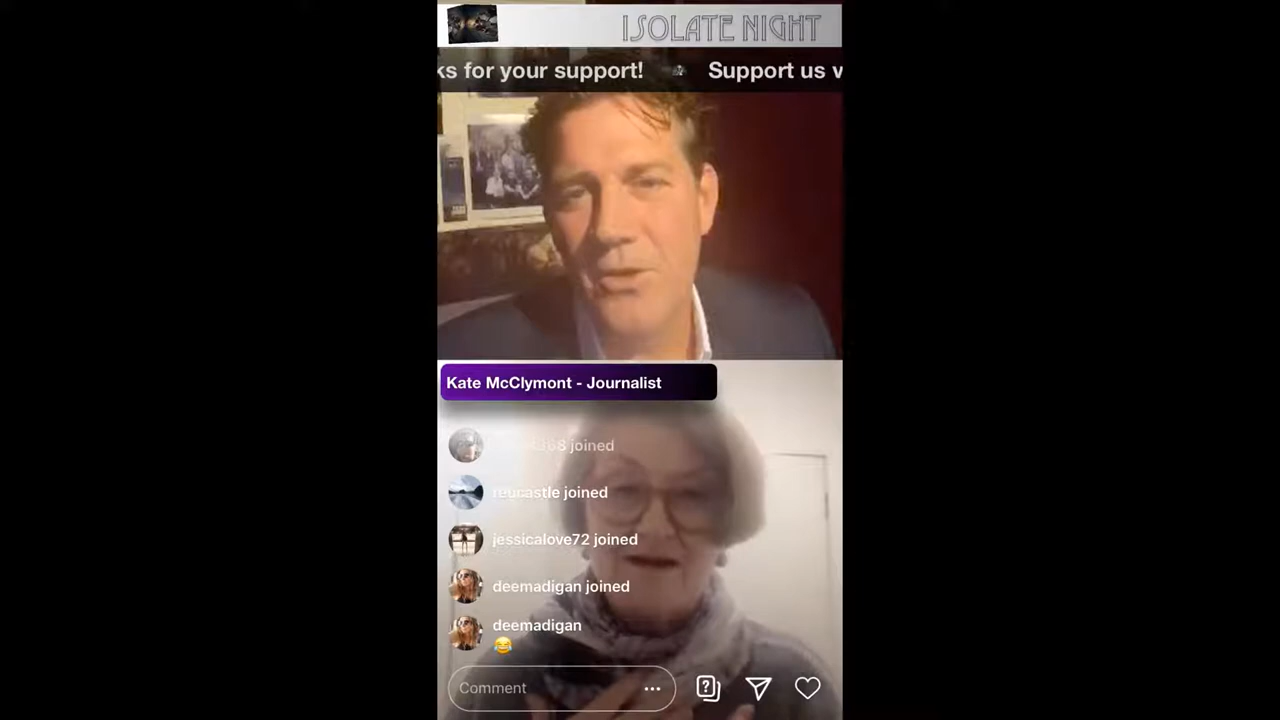 ISOLATE NIGHT
ks for your support! Support us v
Kate McClymont - Journalist
joined
reucastle joined
jessicalove72 joined
deemadigan joined
deemadigan
😂
Comment